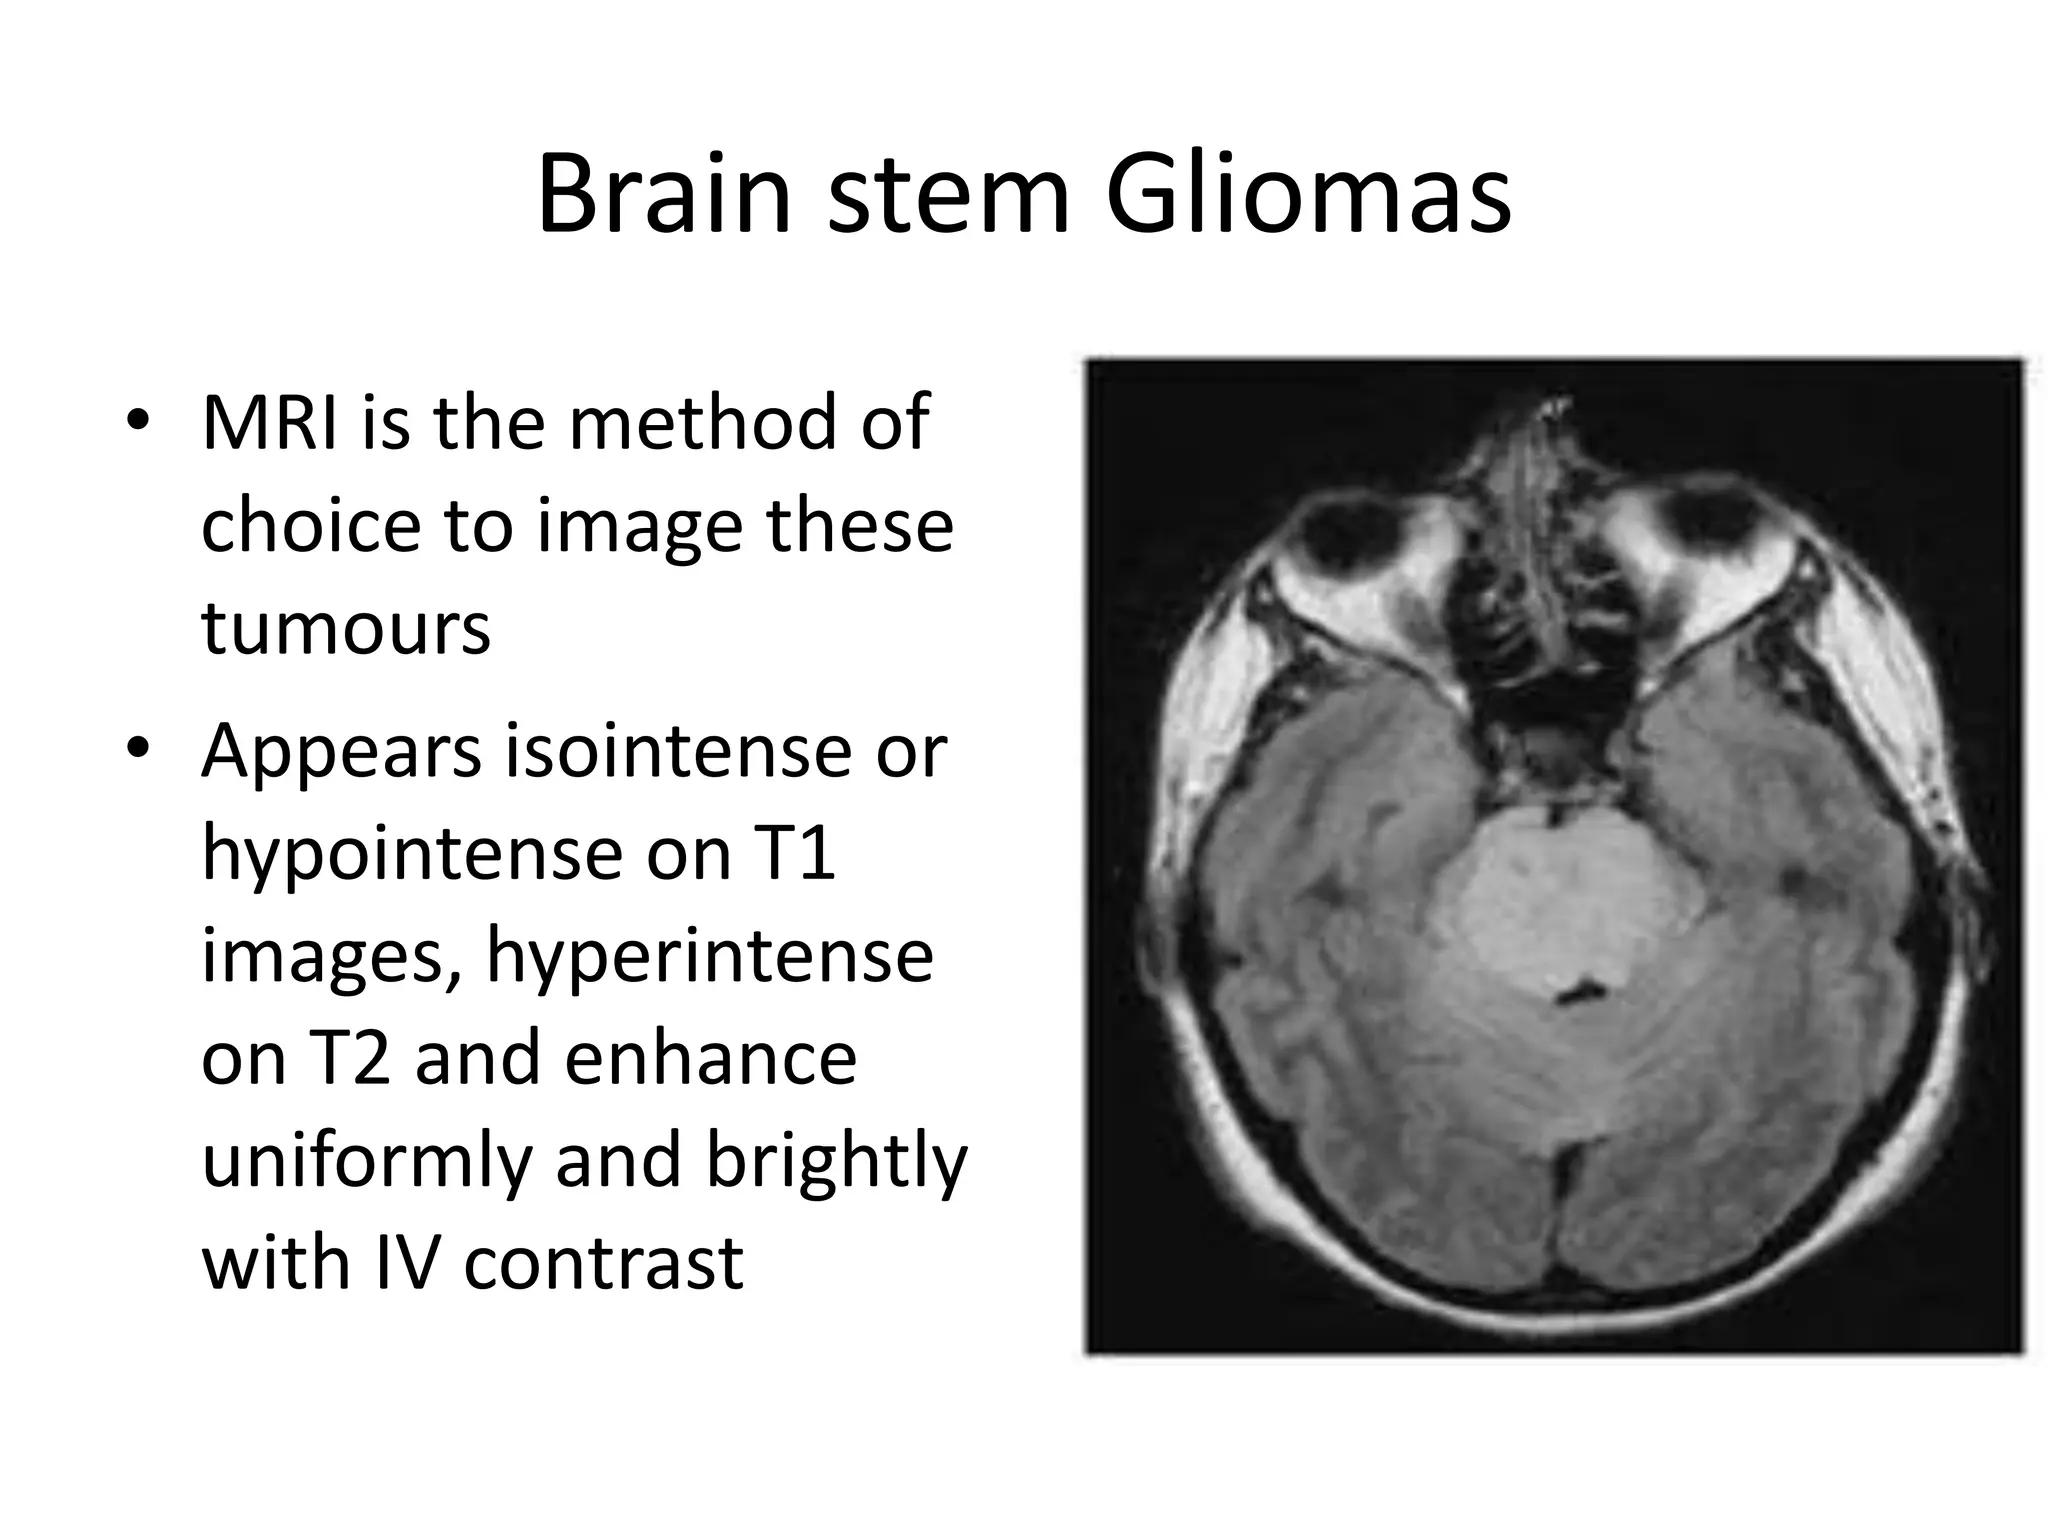 Brain stem Gliomas
• MRI is the method of
choice to image these
tumours
• Appears isointense or
hypointense on T1
images, hyperintense
on T2 and enhance
uniformly and brightly
with IV contrast